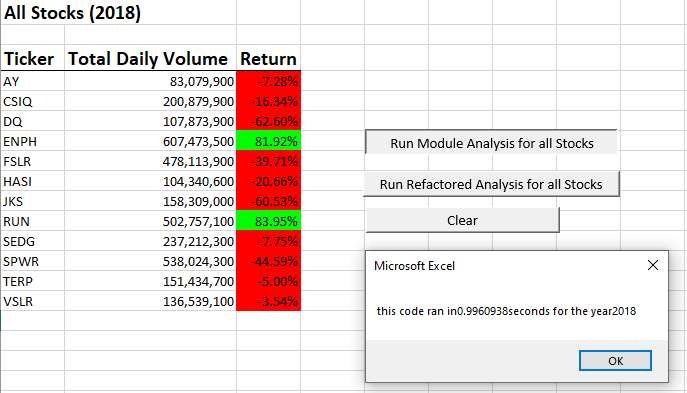 All Stocks (2018)
Ticker Total Daily Volume Return
AY 83,079,900 -7.28%
CSIQ 200,879,900 -16.34%
DQ 107,873,900 -62.60%
ENPH 607,473,500 81.92%
FSLR 478,113,900 -39.71%
HASI 104,340,600 -20.66%
JKS 158,309,000 -60.53%
RUN 502,757,100 83.95%
SEDG 237,212,300 -7.75%
SPWR 538,024,300 -44.59%
TERP 151,434,700 -5.00%
VSLR 136,539,100 -3.54%
Run Module Analysis for all Stocks
Run Refactored Analysis for all Stocks
Clear
Microsoft Excel
this code ran in0.9960938seconds for the year2018
OK